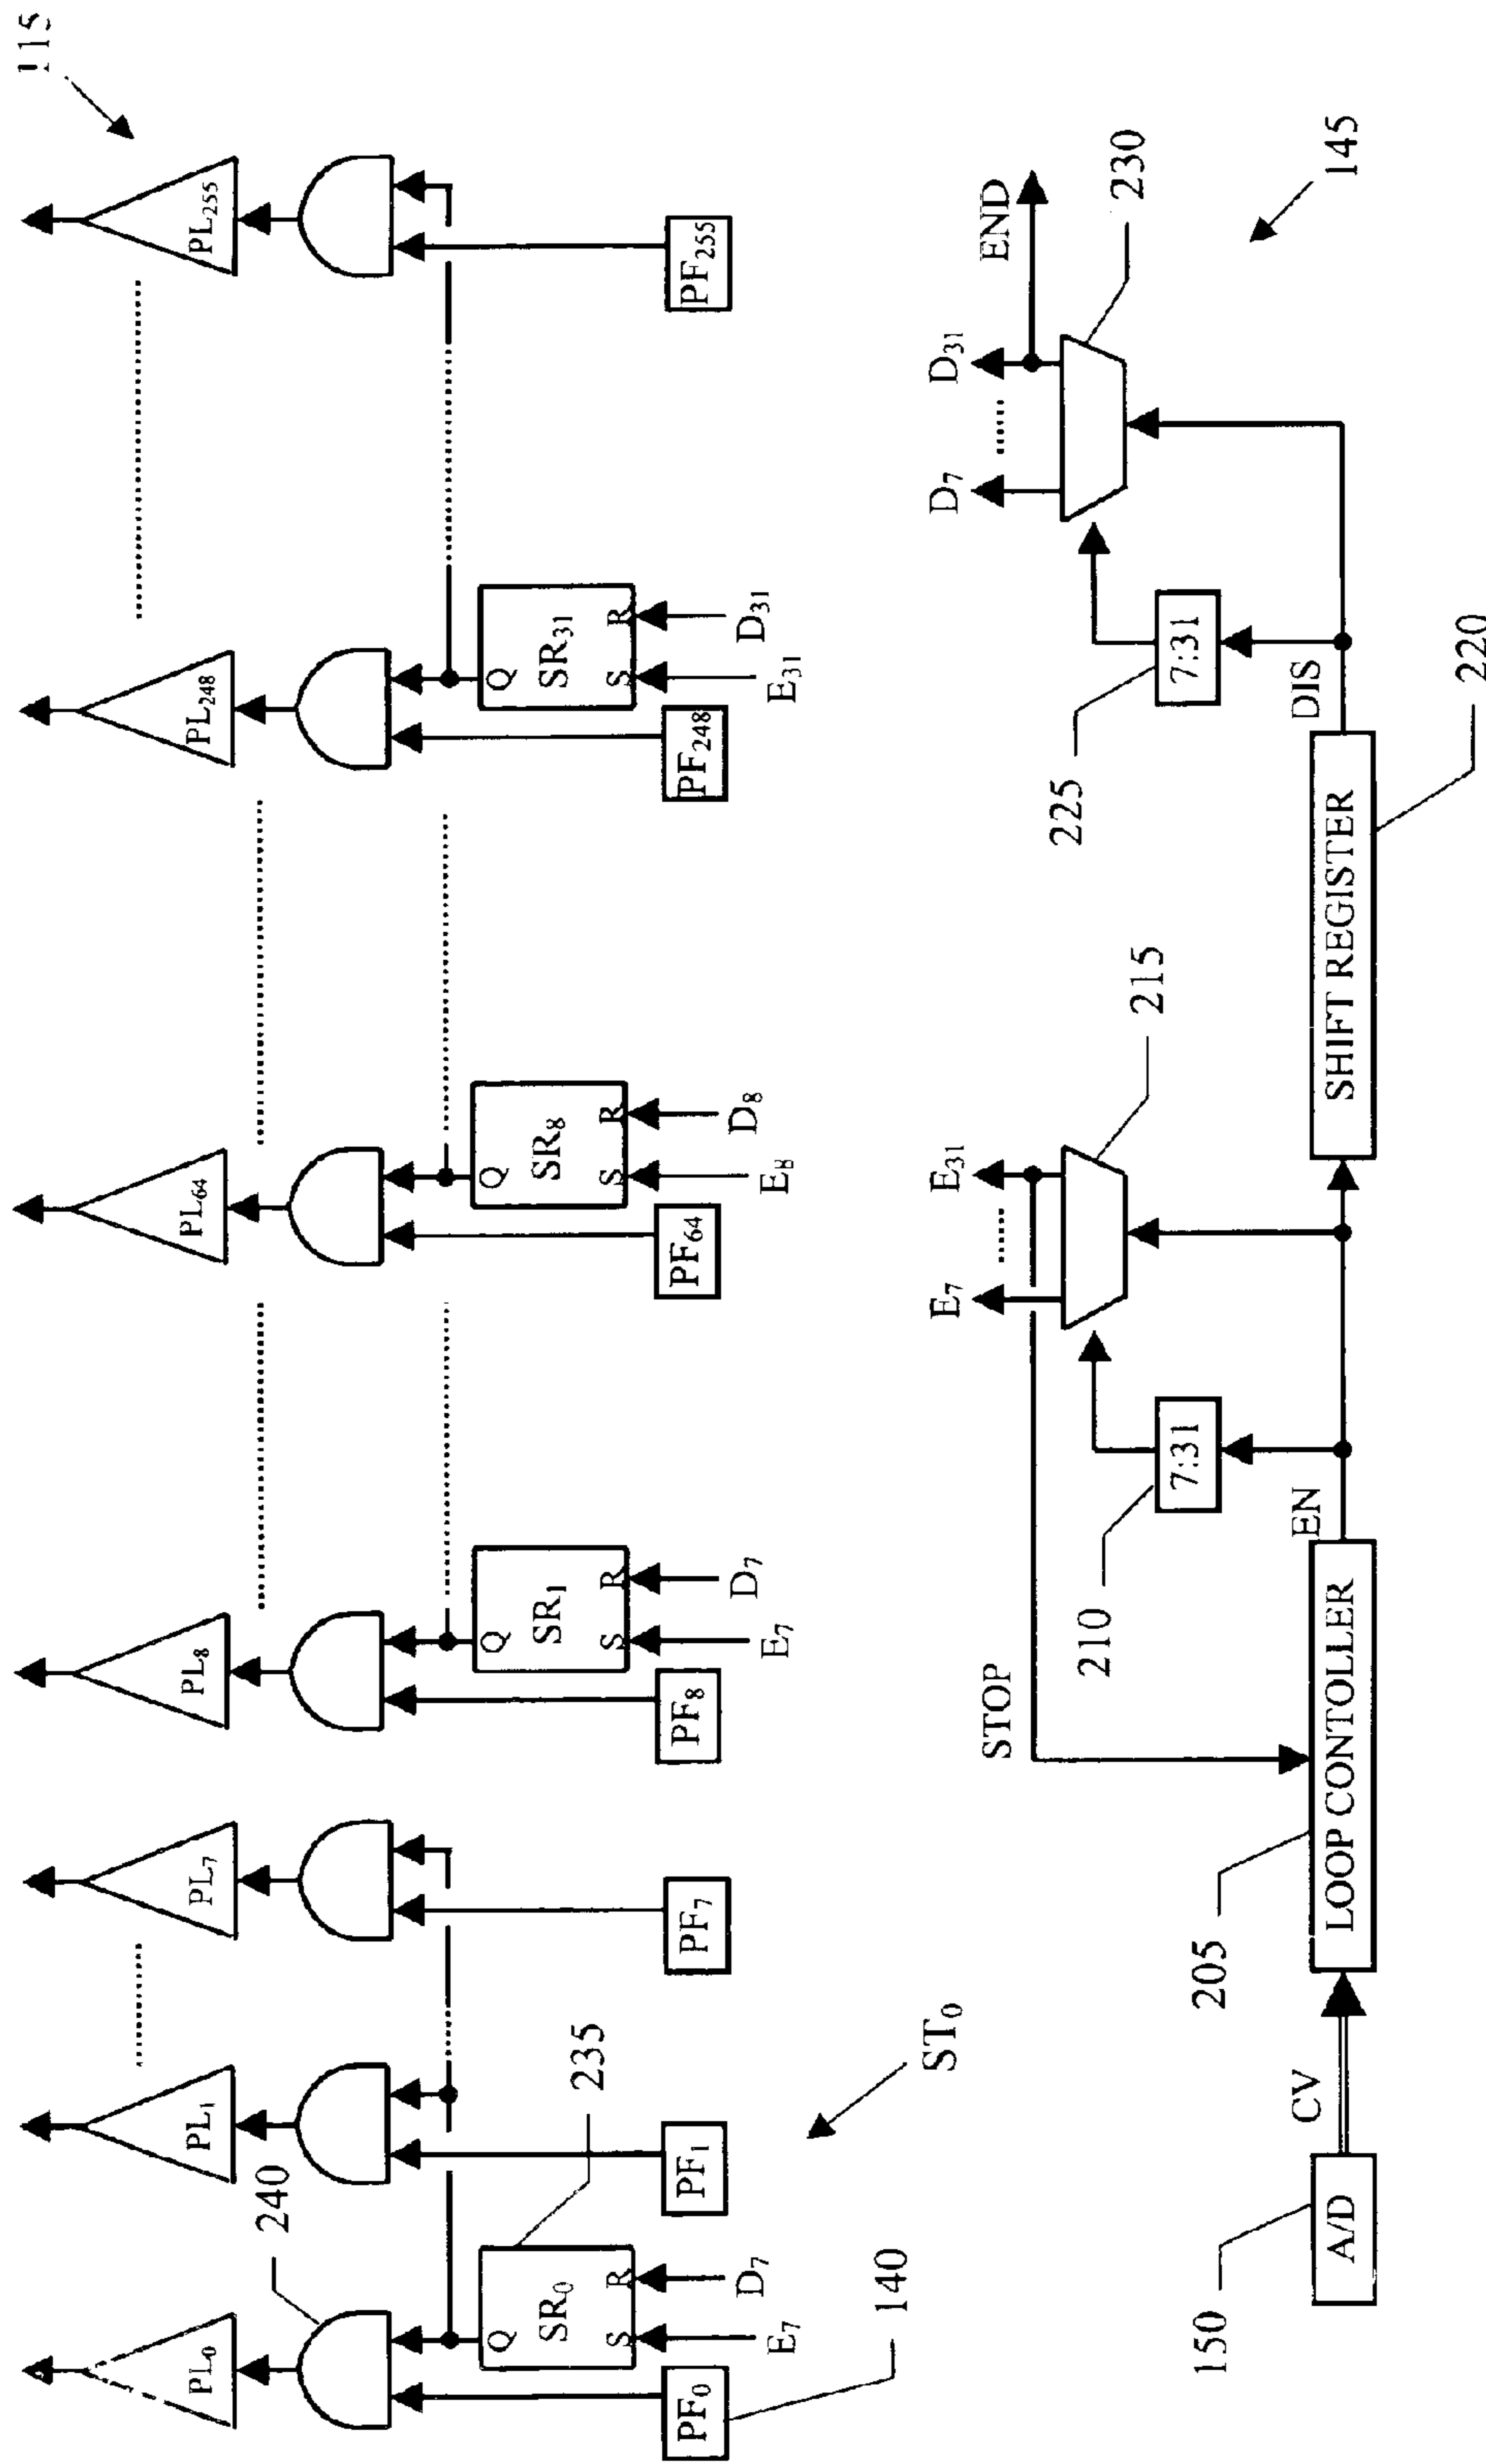 115
PL₀
PL₁
PL₇
PL₈
PL₆₄
PL₂₄₈
PL₂₅₅
240
Q
SR₀
S
R
235
Q
SR₁
S
R
Q
SR₈
S
R
Q
SR₃₁
S
R
PF₀
E₇
D₇
PF₁
PF₇
PF₈
E₇
D₇
PF₆₄
E₈
D₈
PF₂₄₈
E₃₁
D₃₁
PF₂₅₅
140
ST₀
STOP
E₇
E₃₁
215
D₇
D₃₁
END
230
210
7:31
225
7:31
145
150
A/D
CV
205
LOOP CONTOLLER
EN
SHIFT REGISTER
DIS
220